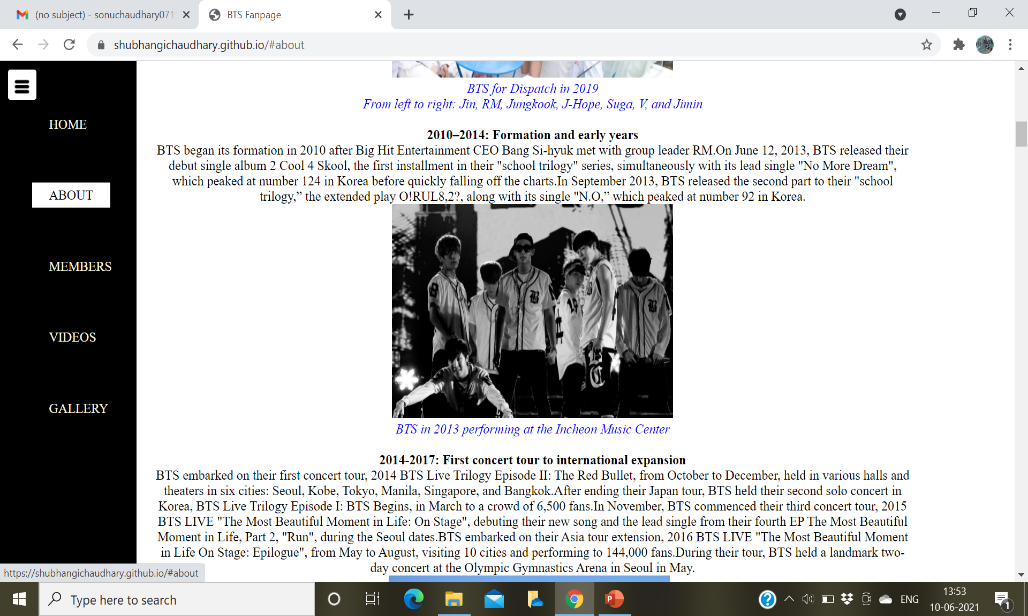 (no subject) - sonuchaudhary071
BTS Fanpage
shubhangichaudhary.github.io/#about
HOME
ABOUT
MEMBERS
VIDEOS
GALLERY
BTS for Dispatch in 2019
From left to right: Jin, RM, Jungkook, J-Hope, Suga, V, and Jimin
2010–2014: Formation and early years
BTS began its formation in 2010 after Big Hit Entertainment CEO Bang Si-hyuk met with group leader RM.On June 12, 2013, BTS released their
debut single album 2 Cool 4 Skool, the first installment in their "school trilogy" series, simultaneously with its lead single "No More Dream",
which peaked at number 124 in Korea before quickly falling off the charts.In September 2013, BTS released the second part to their "school
trilogy,” the extended play O!RUL8,2?, along with its single "N.O,” which peaked at number 92 in Korea.
BTS in 2013 performing at the Incheon Music Center
2014-2017: First concert tour to international expansion
BTS embarked on their first concert tour, 2014 BTS Live Trilogy Episode II: The Red Bullet, from October to December, held in various halls and
theaters in six cities: Seoul, Kobe, Tokyo, Manila, Singapore, and Bangkok.After ending their Japan tour, BTS held their second solo concert in
Korea, BTS Live Trilogy Episode I: BTS Begins, in March to a crowd of 6,500 fans.In November, BTS commenced their third concert tour, 2015
BTS LIVE "The Most Beautiful Moment in Life: On Stage", debuting their new song and the lead single from their fourth EP The Most Beautiful
Moment in Life, Part 2, "Run", during the Seoul dates.BTS embarked on their Asia tour extension, 2016 BTS LIVE "The Most Beautiful Moment
in Life On Stage: Epilogue", from May to August, visiting 10 cities and performing to 144,000 fans.During their tour, BTS held a landmark two-
day concert at the Olympic Gymnastics Arena in Seoul in May.
https://shubhangichaudhary.github.io/#about
Type here to search
ENG
13:53
10-06-2021
1